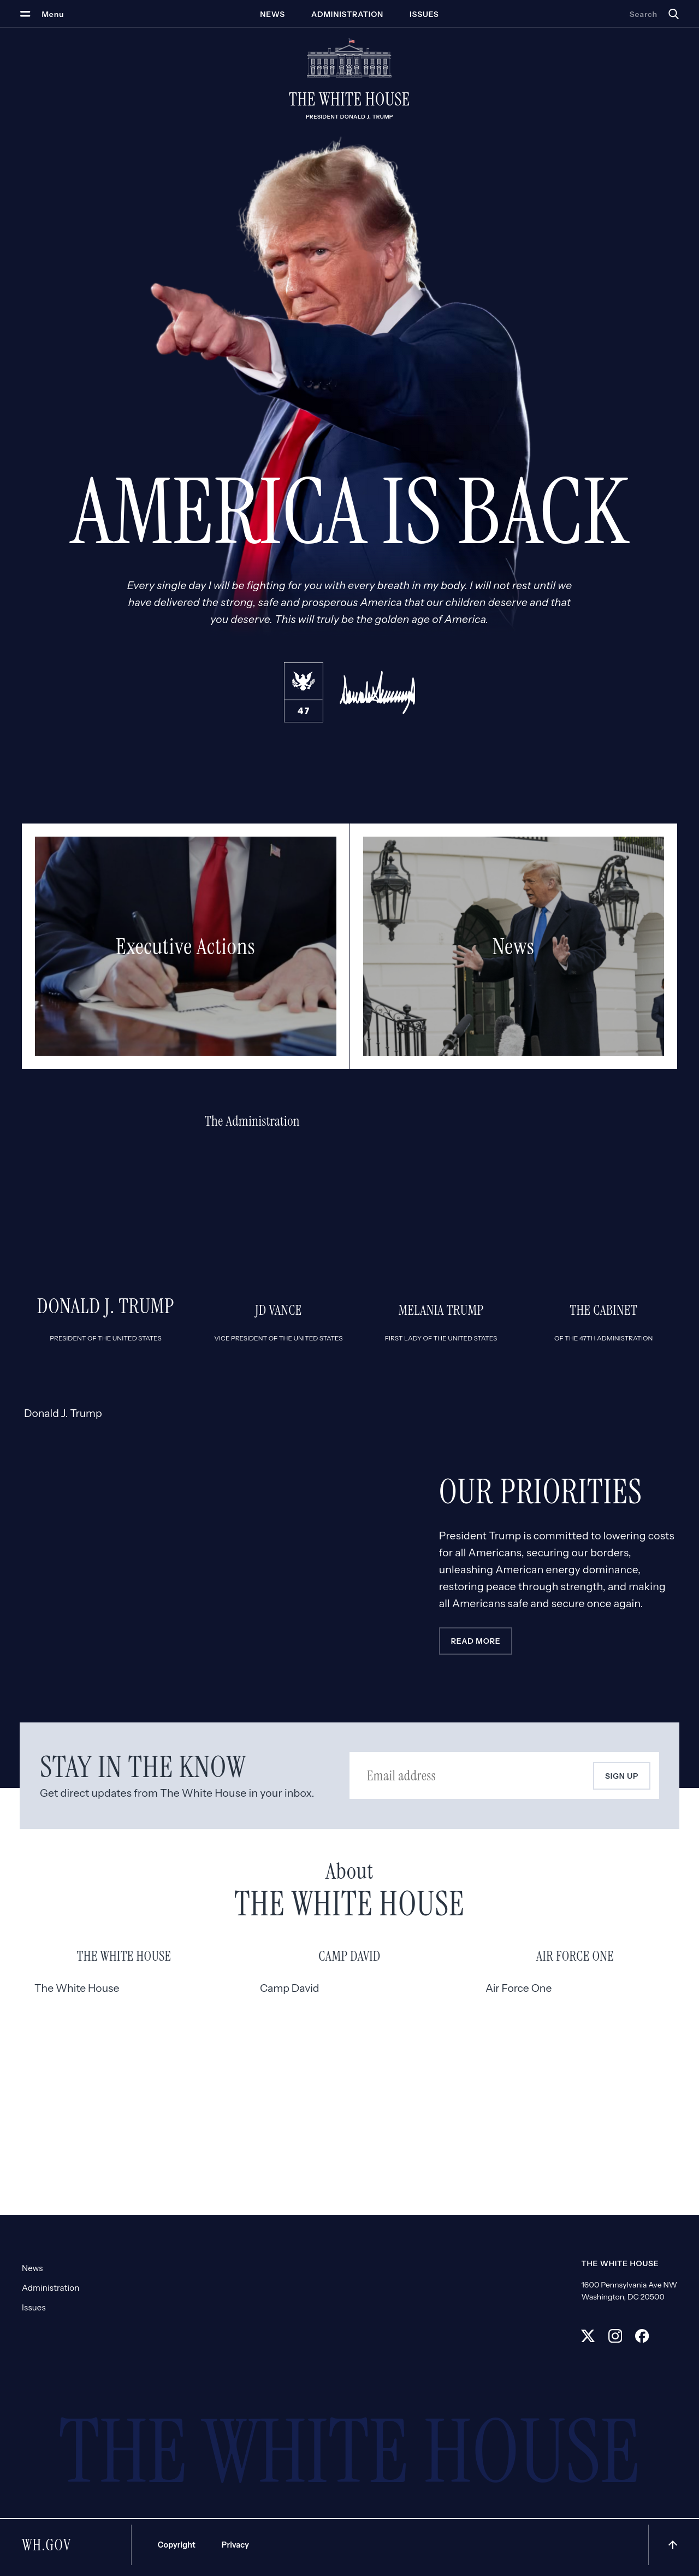 Menu
NEWS
ADMINISTRATION
ISSUES
Search
THE WHITE HOUSE
PRESIDENT DONALD J. TRUMP
AMERICA IS BACK
Every single day I will be fighting for you with every breath in my body. I will not rest until we
have delivered the strong, safe and prosperous America that our children deserve and that
you deserve. This will truly be the golden age of America.
47
Executive Actions
News
The Administration
DONALD J. TRUMP
PRESIDENT OF THE UNITED STATES
JD VANCE
VICE PRESIDENT OF THE UNITED STATES
MELANIA TRUMP
FIRST LADY OF THE UNITED STATES
THE CABINET
OF THE 47TH ADMINISTRATION
Donald J. Trump
OUR PRIORITIES
President Trump is committed to lowering costs
for all Americans, securing our borders,
unleashing American energy dominance,
restoring peace through strength, and making
all Americans safe and secure once again.
READ MORE
STAY IN THE KNOW
Get direct updates from The White House in your inbox.
Email address
SIGN UP
About
THE WHITE HOUSE
THE WHITE HOUSE
The White House
CAMP DAVID
Camp David
AIR FORCE ONE
Air Force One
News
Administration
Issues
THE WHITE HOUSE
1600 Pennsylvania Ave NW
Washington, DC 20500
THE WHITE HOUSE
WH.GOV
Copyright
Privacy